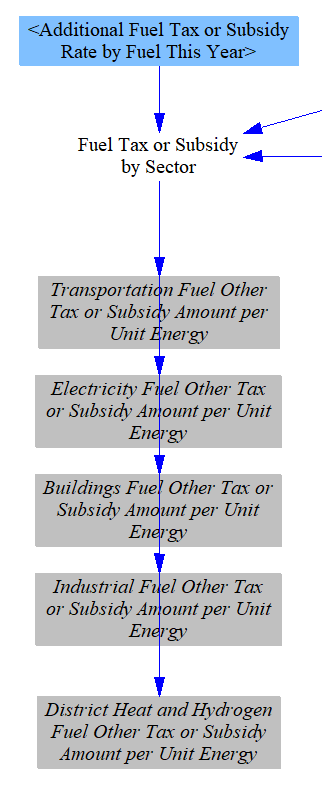 <Additional Fuel Tax or Subsidy
Rate by Fuel This Year>
Fuel Tax or Subsidy
by Sector
Transportation Fuel Other
Tax or Subsidy Amount per
Unit Energy
Electricity Fuel Other Tax
or Subsidy Amount per Unit
Energy
Buildings Fuel Other Tax or
Subsidy Amount per Unit
Energy
Industrial Fuel Other Tax
or Subsidy Amount per Unit
Energy
District Heat and Hydrogen
Fuel Other Tax or Subsidy
Amount per Unit Energy